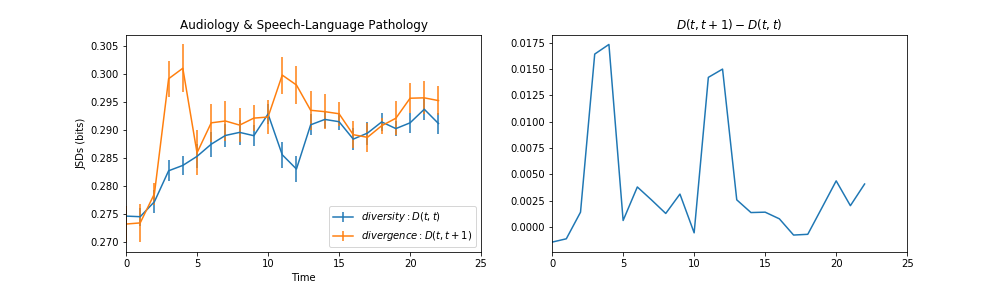 Audiology & Speech-Language Pathology
JSDs (bits)
0.305
0.300
0.295
0.290
0.285
0.280
0.275
0.270
diversity: D(t, t)
divergence: D(t, t+1)
0 5 10 15 20 25
Time
D(t, t+1) − D(t, t)
0.0175
0.0150
0.0125
0.0100
0.0075
0.0050
0.0025
0.0000
0 5 10 15 20 25